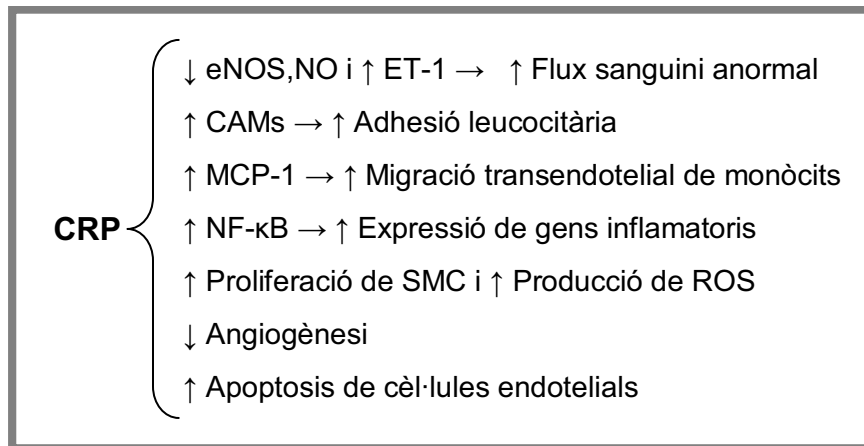 ↓ eNOS,NO i ↑ ET-1 → ↑ Flux sanguini anormal
↑ CAMs → ↑ Adhesió leucocitària
↑ MCP-1 → ↑ Migració transendotelial de monòcits
CRP
↑ NF-κB → ↑ Expressió de gens inflamatoris
↑ Proliferació de SMC i ↑ Producció de ROS
↓ Angiogènesi
↑ Apoptosis de cèl·lules endotelials